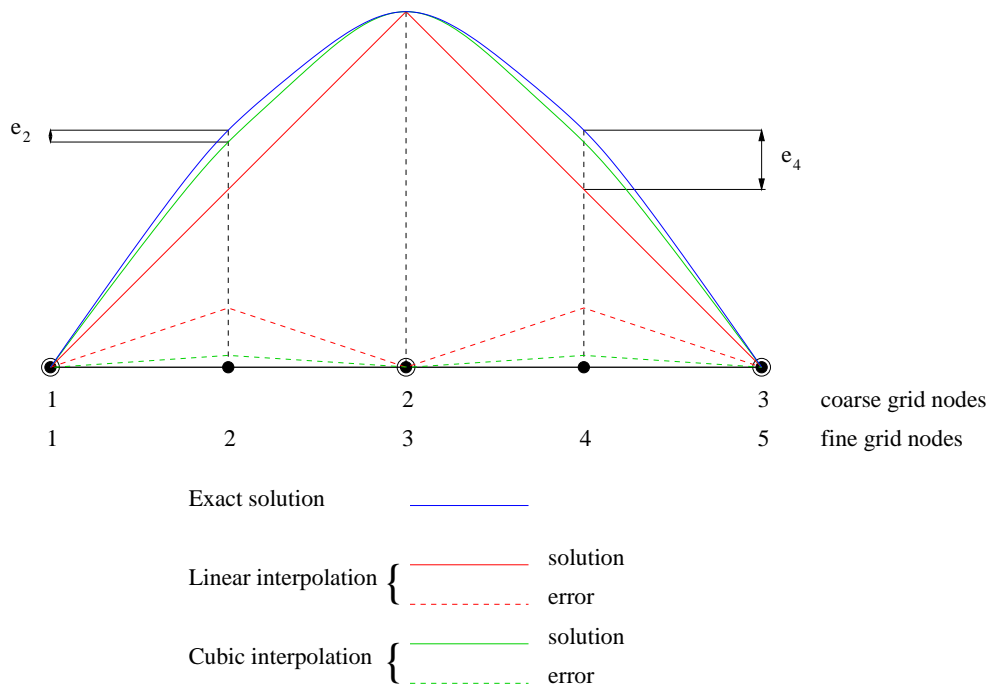 e2
e4
1 2 3 coarse grid nodes
1 2 3 4 5 fine grid nodes
Exact solution
Linear interpolation { solution
error
Cubic interpolation { solution
error